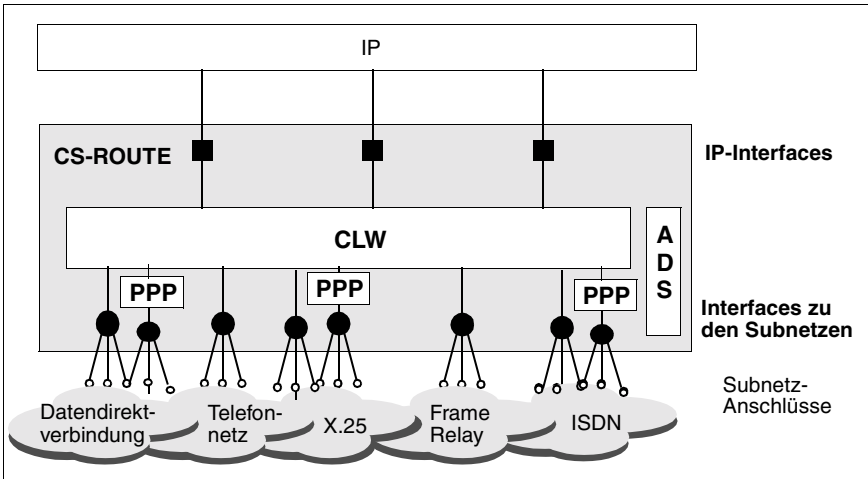 IP
CS-ROUTE
IP-Interfaces
CLW
A
D
S
PPP
PPP
PPP
Interfaces zu
den Subnetzen
Subnetz-
Anschlüsse
Datendirekt-
verbindung
Telefon-
netz
X.25
Frame
Relay
ISDN